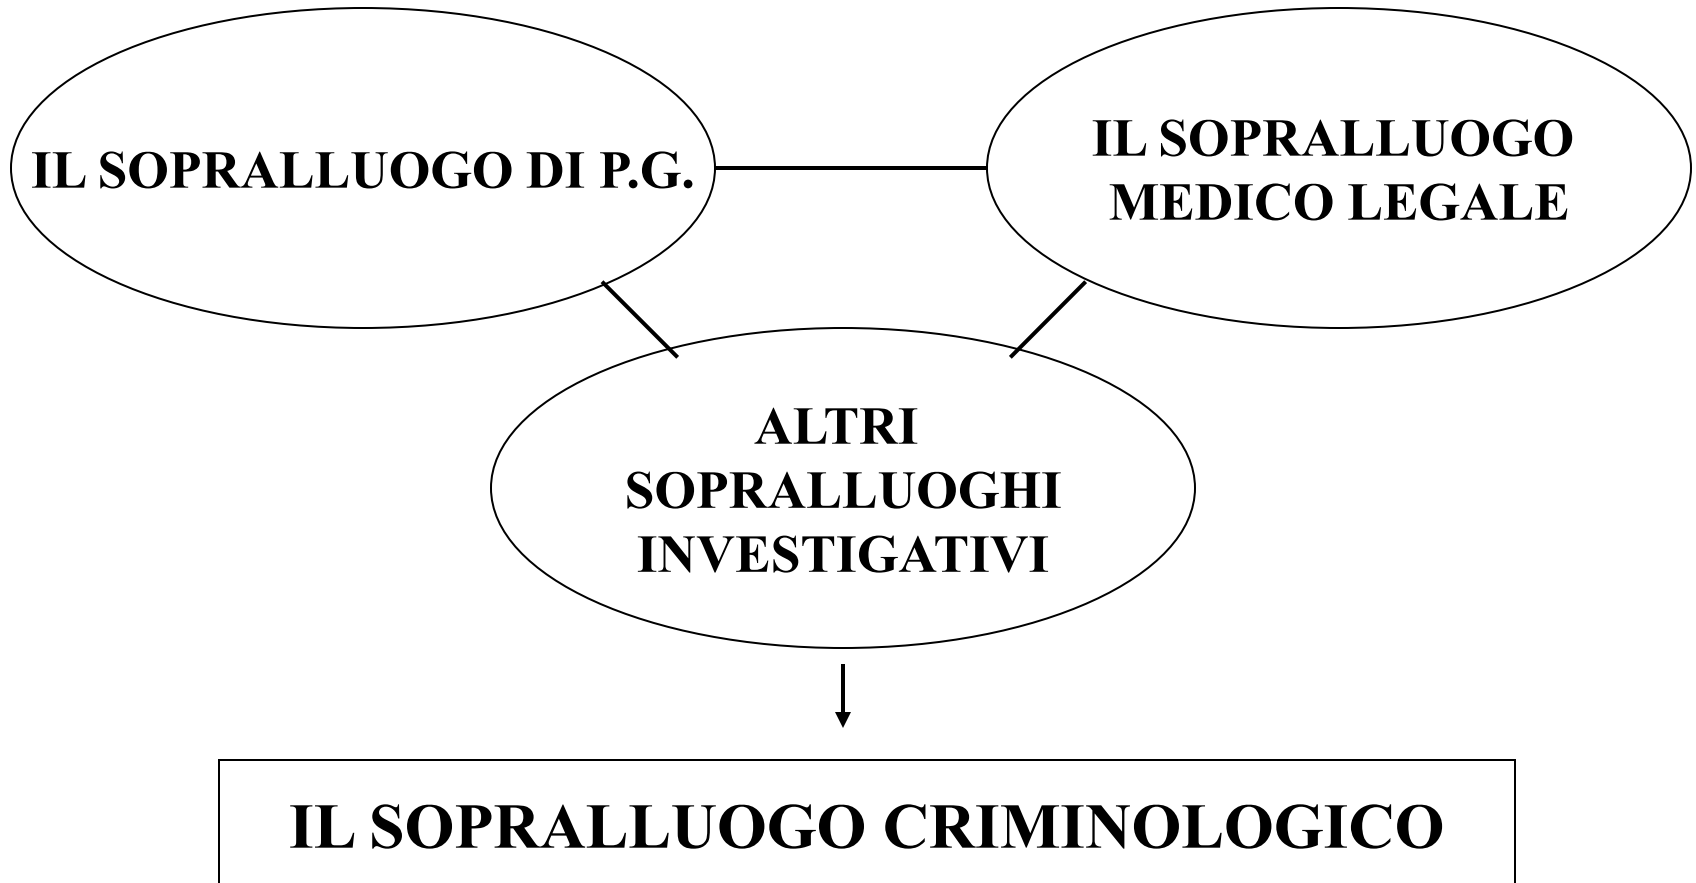 IL SOPRALLUOGO DI P.G.
IL SOPRALLUOGO
MEDICO LEGALE
ALTRI
SOPRALLUOGHI
INVESTIGATIVI
IL SOPRALLUOGO CRIMINOLOGICO